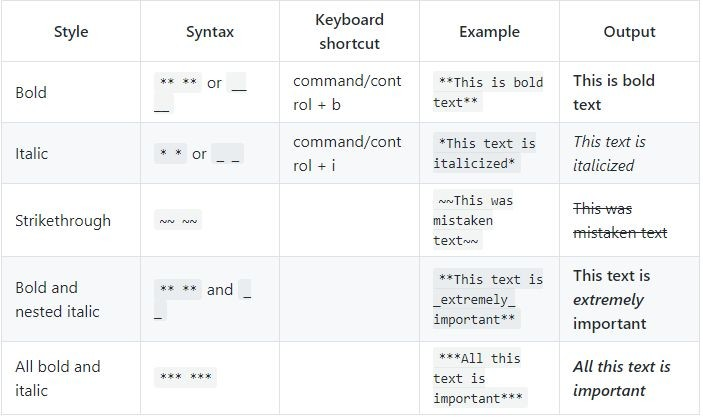 Style Syntax Keyboard shortcut Example Output
Bold ** ** or __ __ command/control + b **This is bold text** This is bold text
Italic * * or _ _ command/control + i *This text is italicized* This text is italicized
Strikethrough ~~ ~~ ~~This was mistaken text~~ This was mistaken text
Bold and nested italic ** ** and _ _ **This text is _extremely_ important** This text is extremely important
All bold and italic *** *** ***All this text is important*** All this text is important